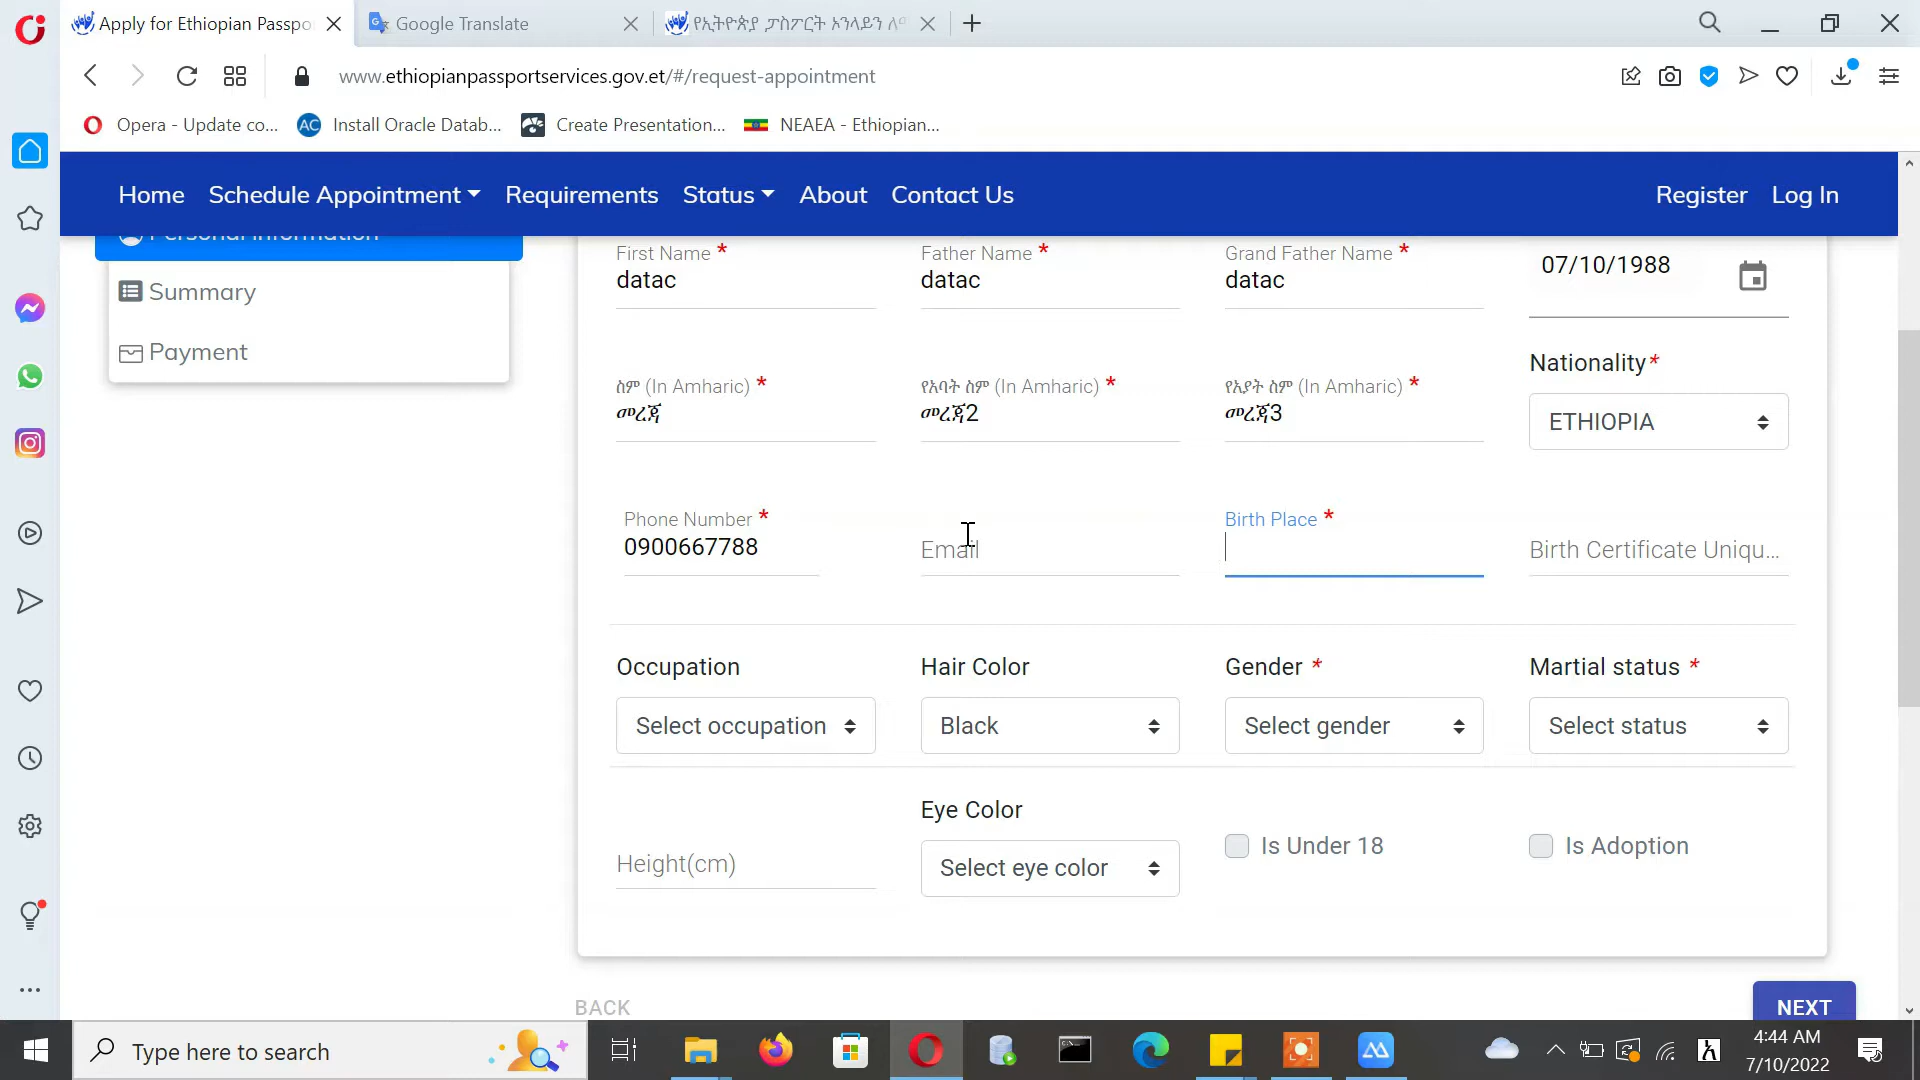 Apply for Ethiopian Passpo
Google Translate
የኢትዮጵያ ፓስፖርት ኦንላይን
www.ethiopianpassportservices.gov.et/#/request-appointment
Opera - Update co...
AC
Install Oracle Datab...
Create Presentation...
NEAEA - Ethiopian...
Home
Schedule Appointment
Requirements
Status
About
Contact Us
Register
Log In
Personal Information
Summary
Payment
First Name *
datac
Father Name *
datac
Grand Father Name *
datac
07/10/1988
ስም (In Amharic) *
መረጃ
የአባት ስም (In Amharic) *
መረጃ2
የአያት ስም (In Amharic) *
መረጃ3
Nationality*
ETHIOPIA
Phone Number *
0900667788
Email
Birth Place *
Birth Certificate Uniqu...
Occupation
Select occupation
Hair Color
Black
Gender *
Select gender
Martial status *
Select status
Height(cm)
Eye Color
Select eye color
Is Under 18
Is Adoption
BACK
NEXT
Type here to search
4:44 AM
7/10/2022